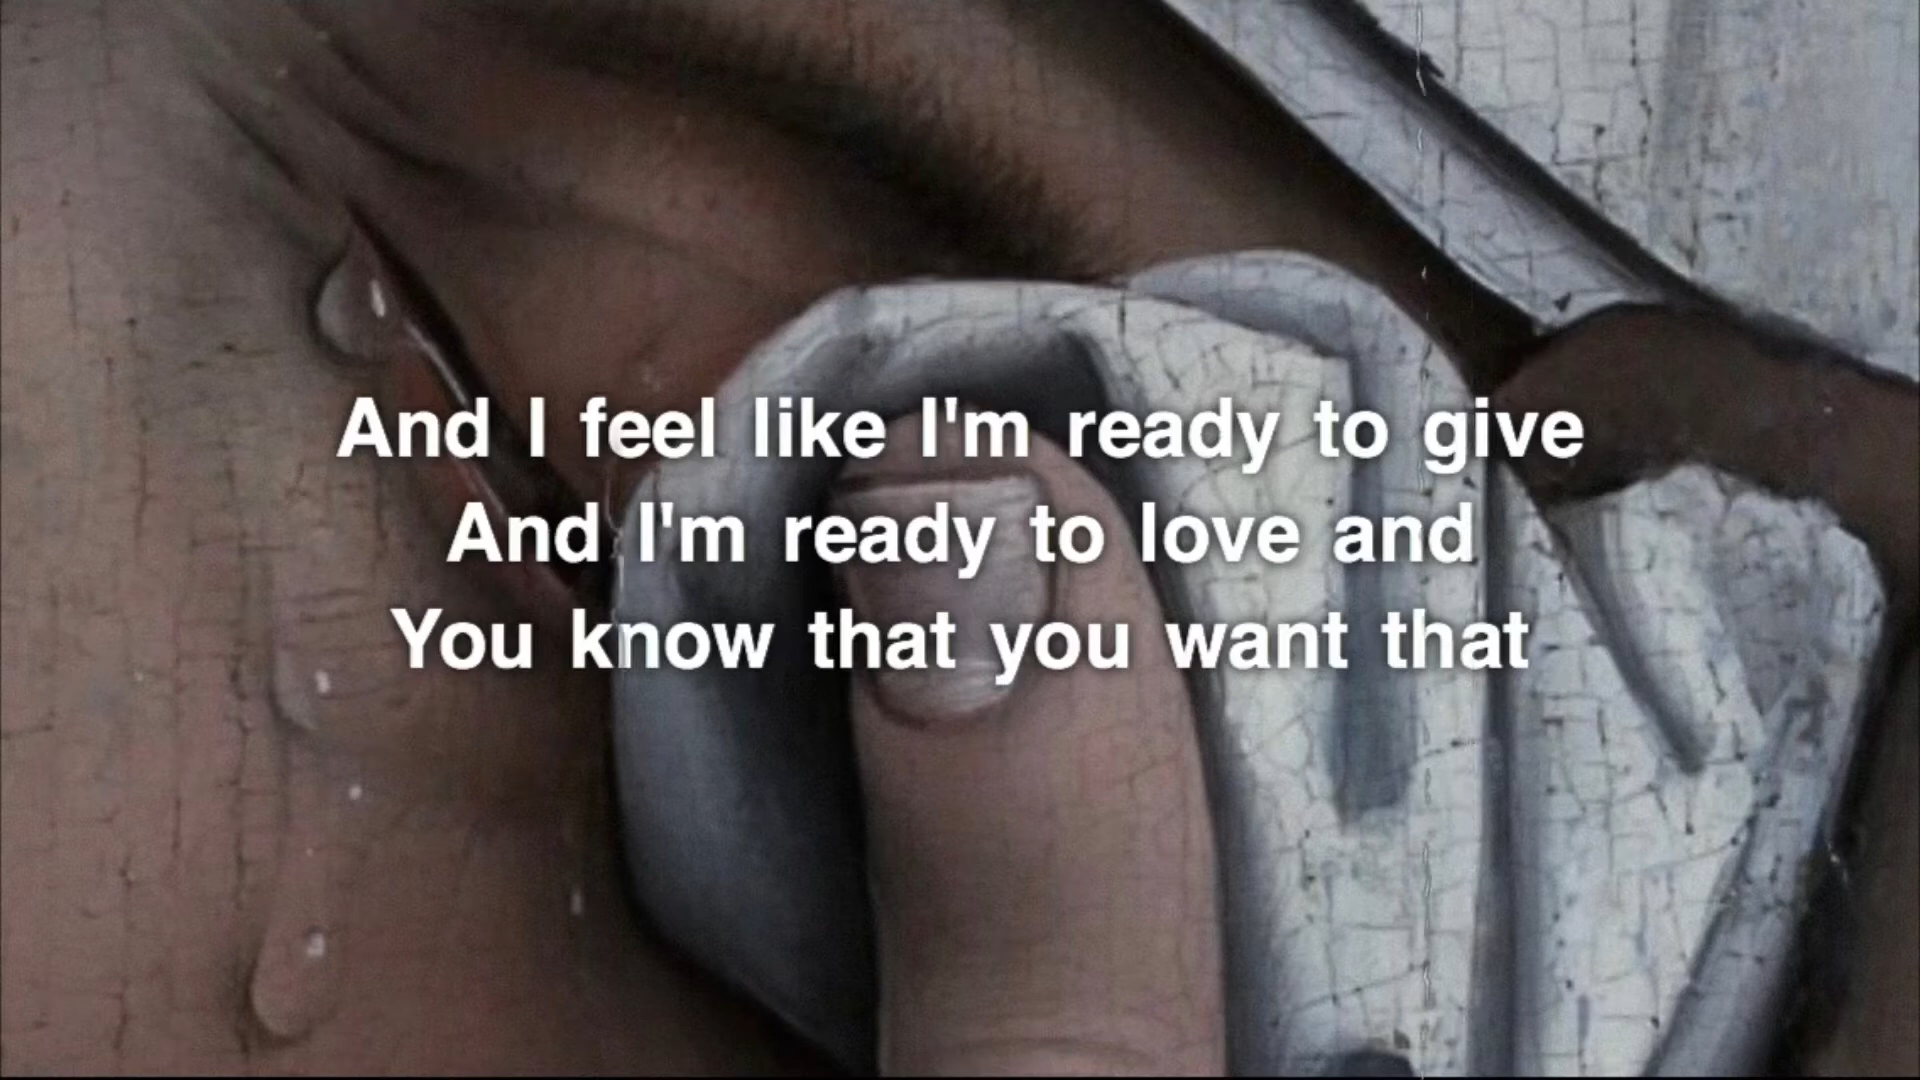 And I feel like I'm ready to give
And I'm ready to love and
You know that you want that